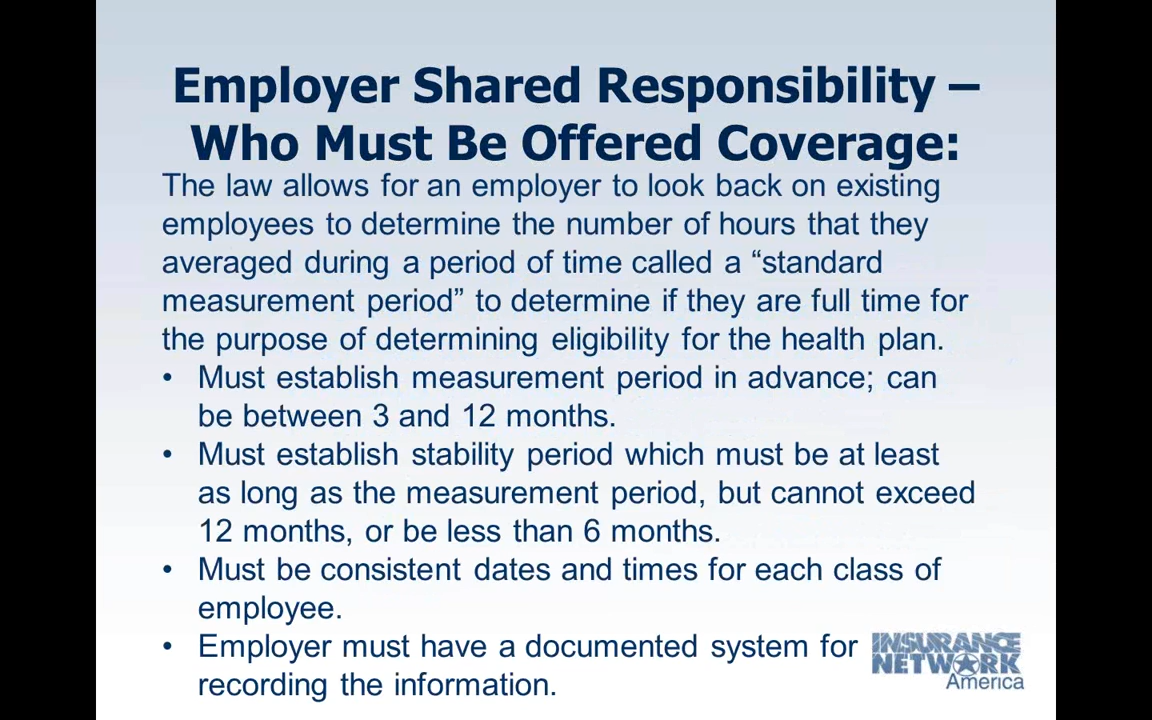 Employer Shared Responsibility –
Who Must Be Offered Coverage:
The law allows for an employer to look back on existing
employees to determine the number of hours that they
averaged during a period of time called a “standard
measurement period” to determine if they are full time for
the purpose of determining eligibility for the health plan.
• Must establish measurement period in advance; can
be between 3 and 12 months.
• Must establish stability period which must be at least
as long as the measurement period, but cannot exceed
12 months, or be less than 6 months.
• Must be consistent dates and times for each class of
employee.
• Employer must have a documented system for
recording the information.
INSURANCE
NETWORK
America